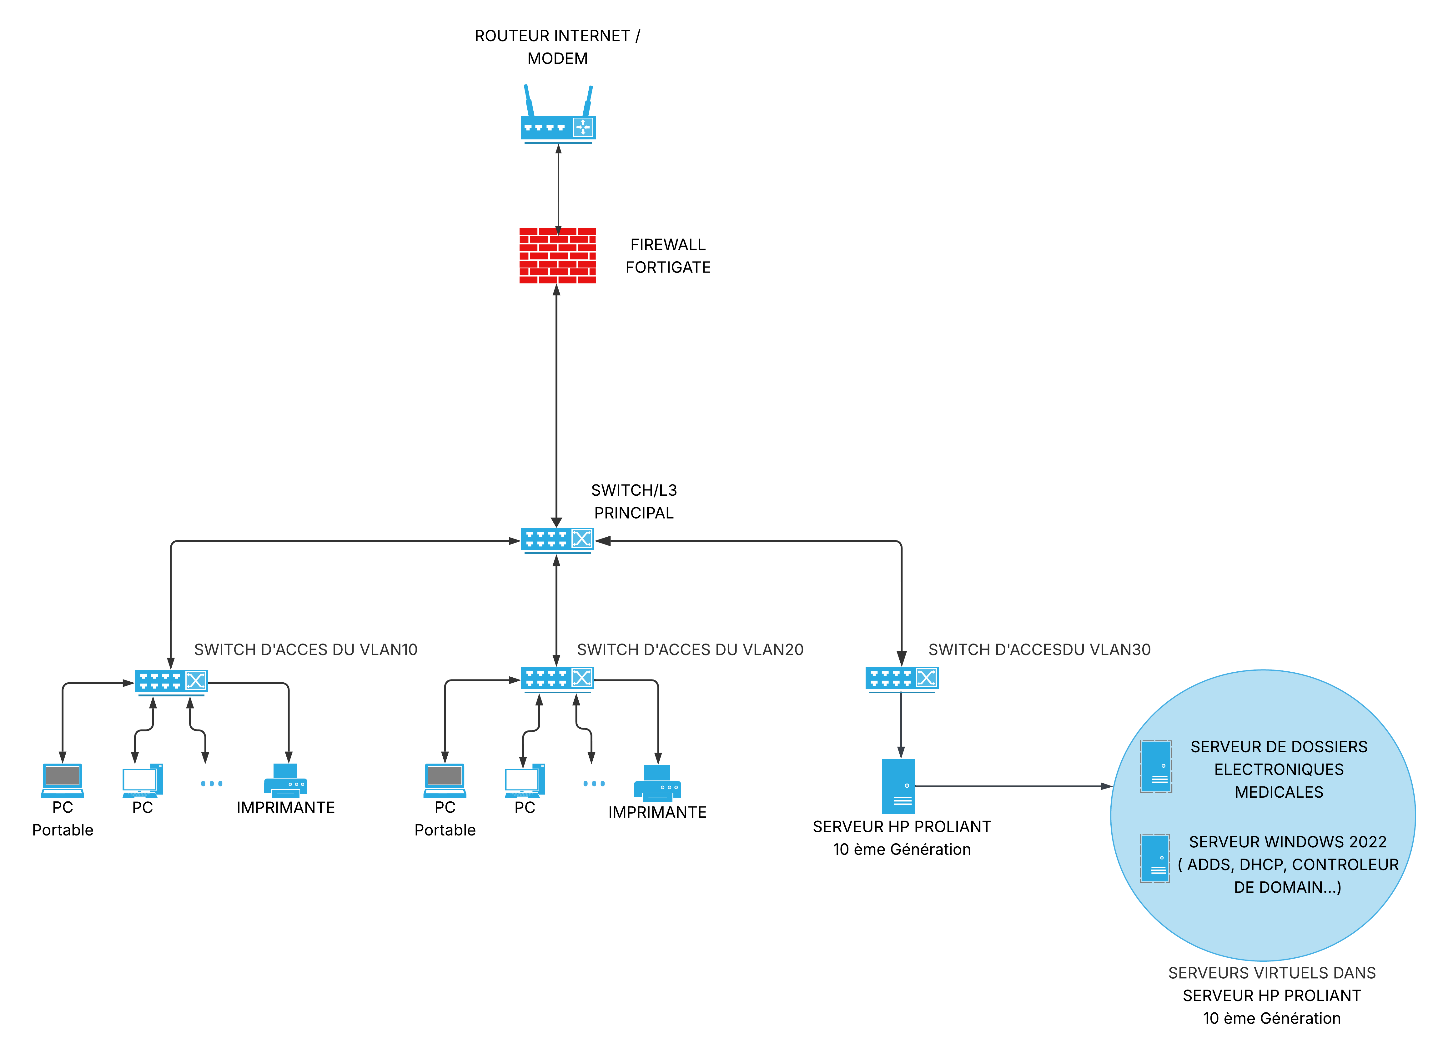 ROUTEUR INTERNET /
MODEM
FIREWALL
FORTIGATE
SWITCH/L3
PRINCIPAL
SWITCH D'ACCES DU VLAN10
SWITCH D'ACCES DU VLAN20
SWITCH D'ACCESDU VLAN30
PC
Portable
PC
IMPRIMANTE
PC
Portable
PC
IMPRIMANTE
SERVEUR HP PROLIANT
10 ème Génération
SERVEUR DE DOSSIERS
ELECTRONIQUES
MEDICALES
SERVEUR WINDOWS 2022
( ADDS, DHCP, CONTROLEUR
DE DOMAIN...)
SERVEURS VIRTUELS DANS
SERVEUR HP PROLIANT
10 ème Génération